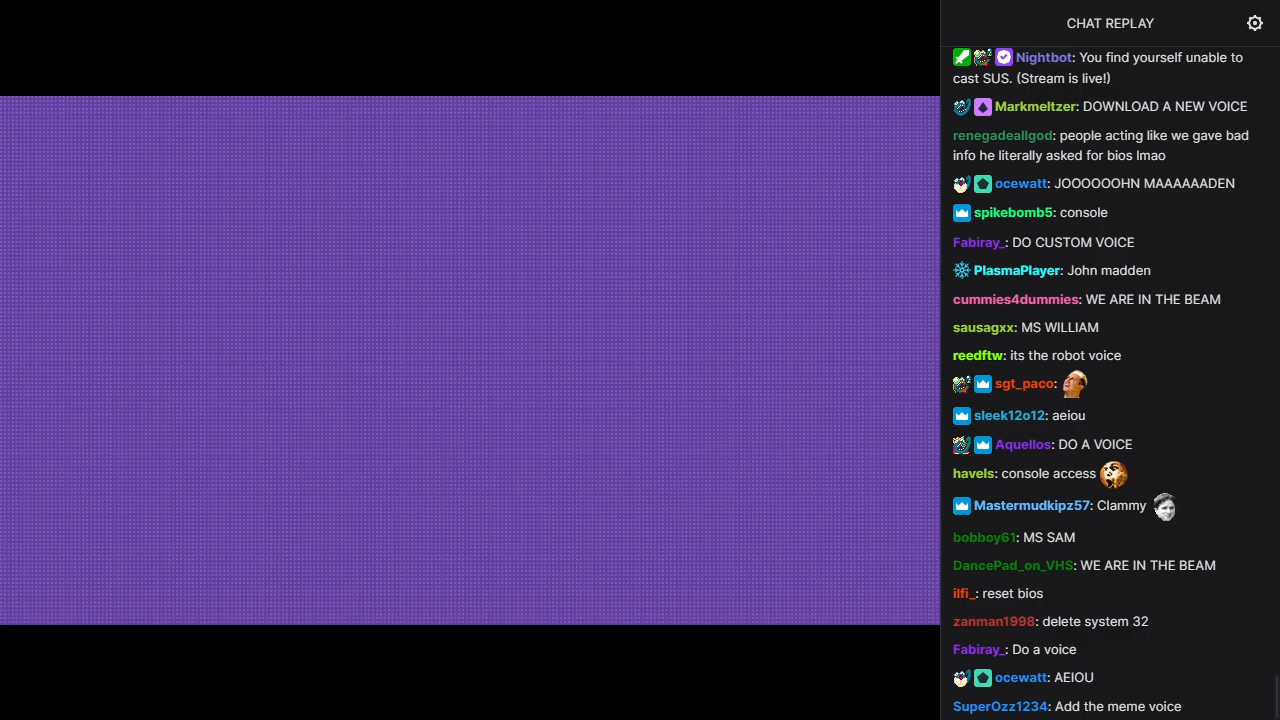 CHAT REPLAY
Nightbot: You find yourself unable to
cast SUS. (Stream is live!)
Markmeltzer: DOWNLOAD A NEW VOICE
renegadeallgod: people acting like we gave bad
info he literally asked for bios lmao
ocewatt: JOOOOOOHN MAAAAAADEN
spikebomb5: console
Fabiray_: DO CUSTOM VOICE
PlasmaPlayer: John madden
cummies4dummies: WE ARE IN THE BEAM
sausagxx: MS WILLIAM
reedftw: its the robot voice
sgt_paco:
sleek12o12: aeiou
Aquellos: DO A VOICE
havels: console access
Mastermudkipz57: Clammy
bobboy61: MS SAM
DancePad_on_VHS: WE ARE IN THE BEAM
ilfi_: reset bios
zanman1998: delete system 32
Fabiray_: Do a voice
ocewatt: AEIOU
SuperOzz1234: Add the meme voice